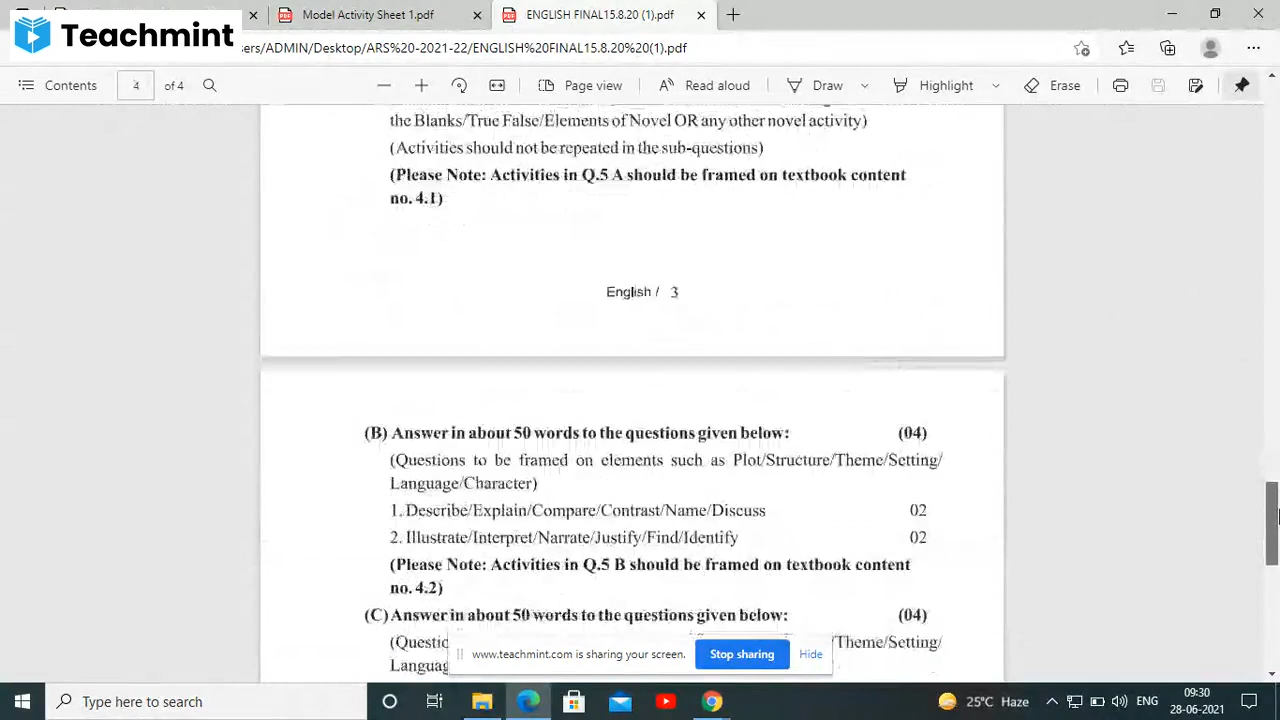 Model Activity Sheet 1.pdf
ENGLISH FINAL15.8.20 (1).pdf
Teachmint
sers/ADMIN/Desktop/ARS%20-2021-22/ENGLISH%20FINAL15.8.20%20(1).pdf
Contents
4
of 4
Page view
Read aloud
Draw
Highlight
Erase
the Blanks/True False/Elements of Novel OR any other novel activity)
(Activities should not be repeated in the sub-questions)
(Please Note: Activities in Q.5 A should be framed on textbook content
no. 4.1)
English / 3
(B) Answer in about 50 words to the questions given below: (04)
(Questions to be framed on elements such as Plot/Structure/Theme/Setting/
Language/Character)
1. Describe/Explain/Compare/Contrast/Name/Discuss 02
2. Illustrate/Interpret/Narrate/Justify/Find/Identify 02
(Please Note: Activities in Q.5 B should be framed on textbook content
no. 4.2)
(C) Answer in about 50 words to the questions given below: (04)
(Questio
/Theme/Setting/
Languag
www.teachmint.com is sharing your screen.
Stop sharing
Hide
Type here to search
25°C Haze
ENG
09:30
28-06-2021